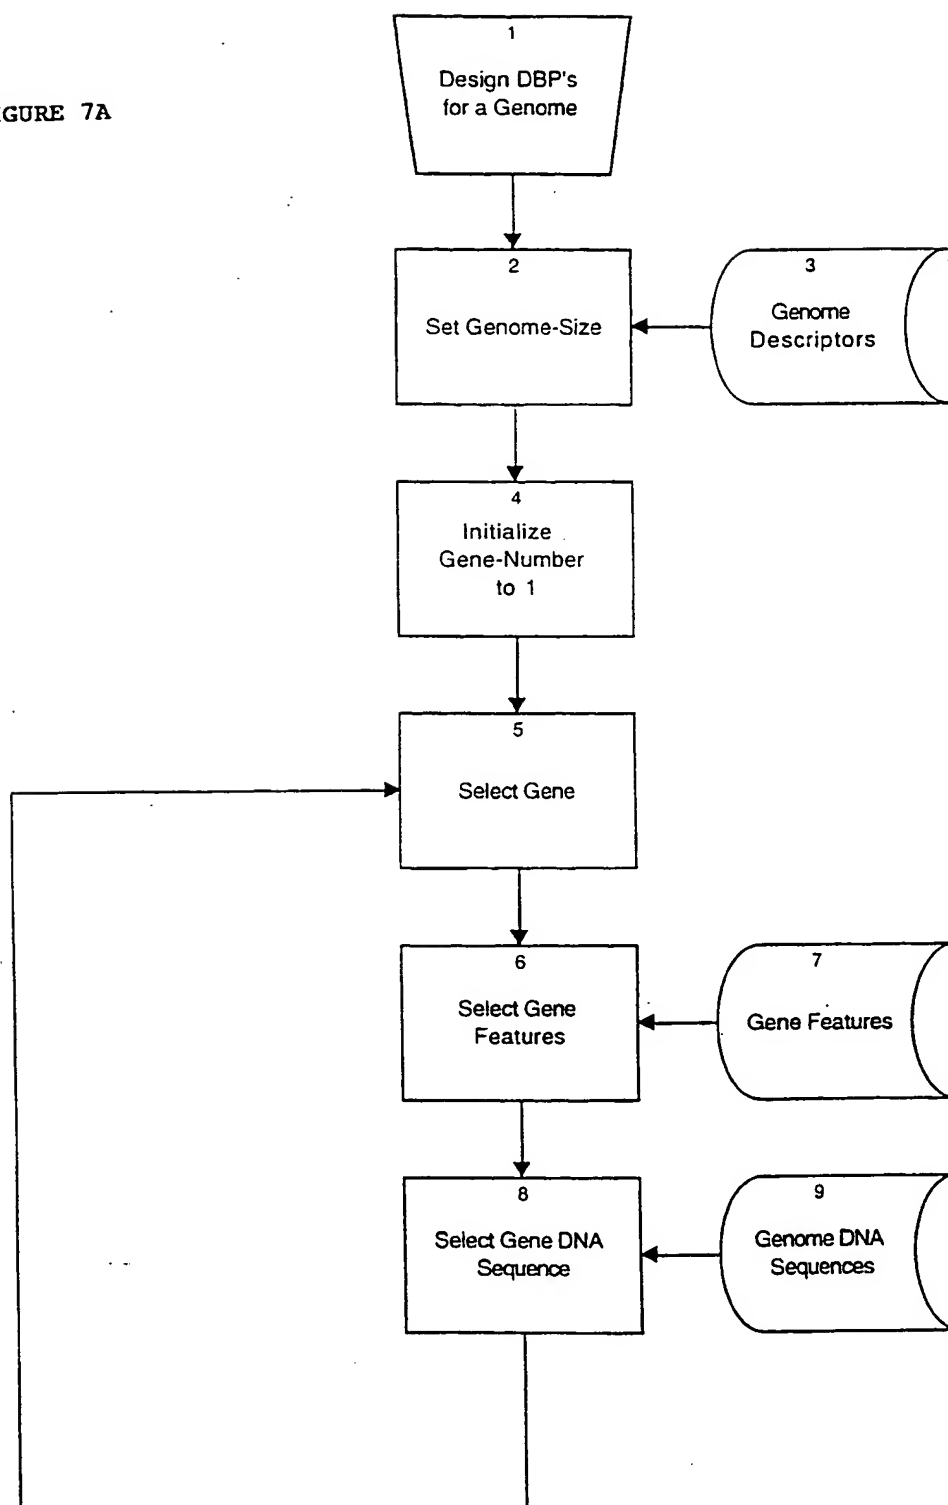 1
Design DBP's
for a Genome
IGURE 7A
2
Set Genome-Size
3
Genome
Descriptors
4
Initialize
Gene-Number
to 1
5
Select Gene
6
Select Gene
Features
7
Gene Features
8
Select Gene DNA
Sequence
9
Genome DNA
Sequences